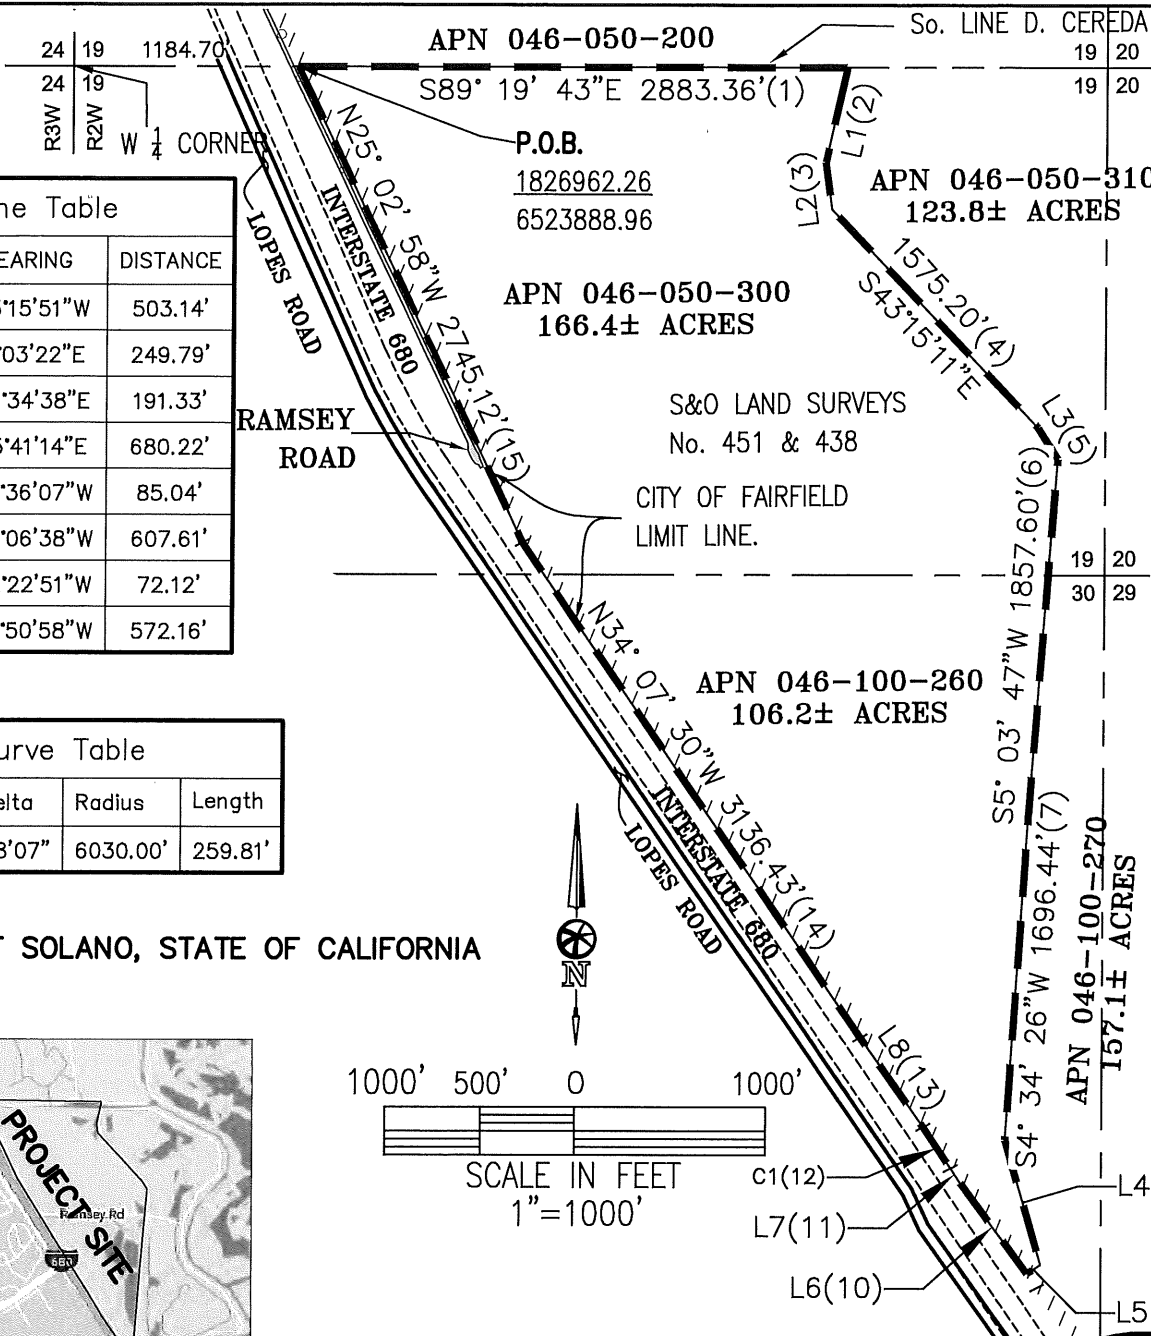 So. LINE D. CEREDA
APN 046-050-200
24 19 1184.70
24 19
R3W R2W
W 1/4 CORNER
19 20
19 20
S89° 19' 43"E 2883.36'(1)
P.O.B.
1826962.26
6523888.96
L1(2)
L2(3)
APN 046-050-310
123.8± ACRES
N25° 02' 58"W 2745.12'(15)
INTERSTATE 680
LOPES ROAD
APN 046-050-300
166.4± ACRES
1575.20'(4)
S43°15'11"E
L3(5)
S&O LAND SURVEYS
No. 451 & 438
RAMSEY
ROAD
CITY OF FAIRFIELD
LIMIT LINE.
ne Table
EARING DISTANCE
°15'51"W 503.14'
°03'22"E 249.79'
°34'38"E 191.33'
°41'14"E 680.22'
°36'07"W 85.04'
°06'38"W 607.61'
°22'51"W 72.12'
°50'58"W 572.16'
19 20
30 29
S5° 03' 47"W 1857.60'(6)
N34° 07' 30"W 3136.43'(14)
APN 046-100-260
106.2± ACRES
urve Table
elta Radius Length
8'07" 6030.00' 259.81'
INTERSTATE 680
LOPES ROAD
S4° 34' 26"W 1696.44'(7)
APN 046-100-270
157.1± ACRES
SOLANO, STATE OF CALIFORNIA
N
L8(13)
1000' 500' 0 1000'
SCALE IN FEET
1"=1000'
C1(12)
L7(11)
L6(10)
L4
L5
PROJECT SITE
Ramsey Rd
680